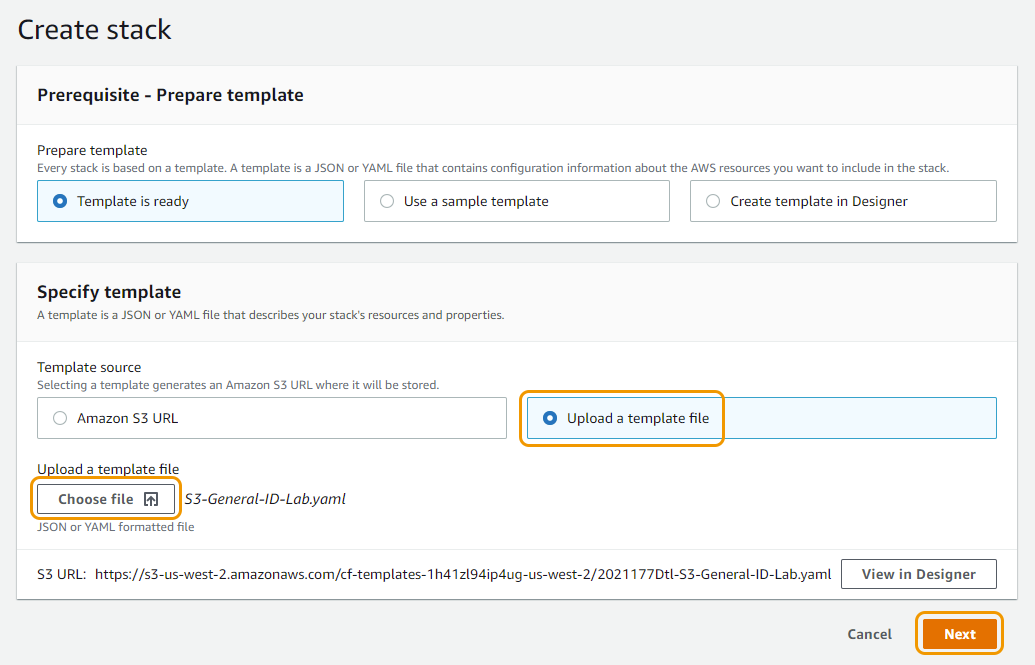 Create stack
Prerequisite - Prepare template
Prepare template
Every stack is based on a template. A template is a JSON or YAML file that contains configuration information about the AWS resources you want to include in the stack.
Template is ready
Use a sample template
Create template in Designer
Specify template
A template is a JSON or YAML file that describes your stack's resources and properties.
Template source
Selecting a template generates an Amazon S3 URL where it will be stored.
Amazon S3 URL
Upload a template file
Upload a template file
Choose file
S3-General-ID-Lab.yaml
JSON or YAML formatted file
S3 URL: https://s3-us-west-2.amazonaws.com/cf-templates-1h41zl94ip4ug-us-west-2/2021177Dtl-S3-General-ID-Lab.yaml
View in Designer
Cancel
Next